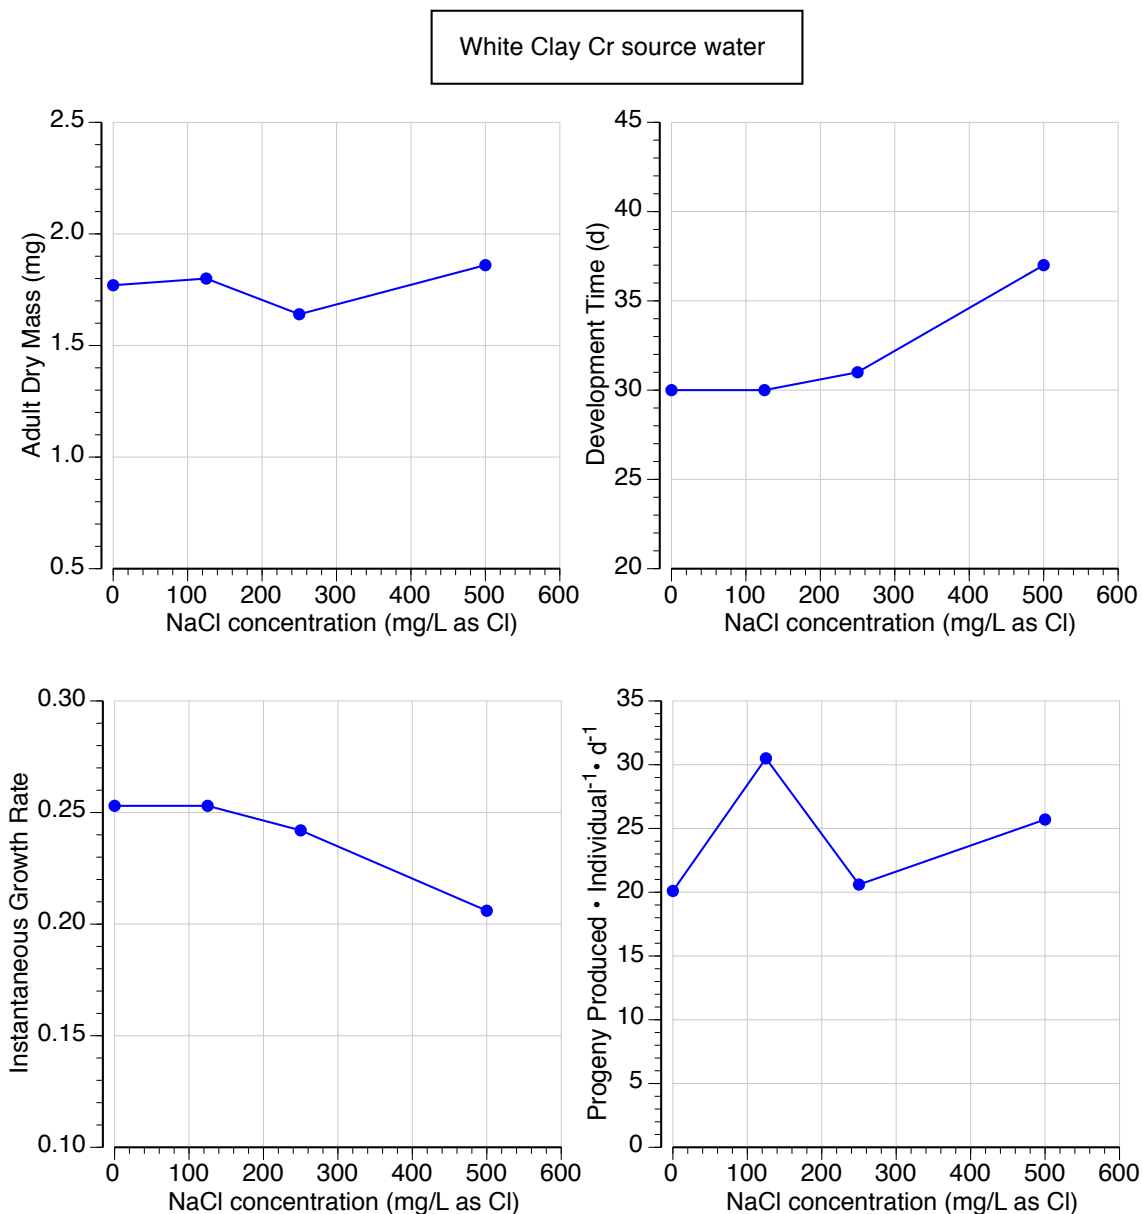 White Clay Cr source water
2.5
2.0
1.5
1.0
0.5
Adult Dry Mass (mg)
0 100 200 300 400 500 600
NaCl concentration (mg/L as Cl)
45
40
35
30
25
20
Development Time (d)
0 100 200 300 400 500 600
NaCl concentration (mg/L as Cl)
0.30
0.25
0.20
0.15
0.10
Instantaneous Growth Rate
0 100 200 300 400 500 600
NaCl concentration (mg/L as Cl)
35
30
25
20
15
10
5
0
Progeny Produced • Individual⁻¹ • d⁻¹
0 100 200 300 400 500 600
NaCl concentration (mg/L as Cl)